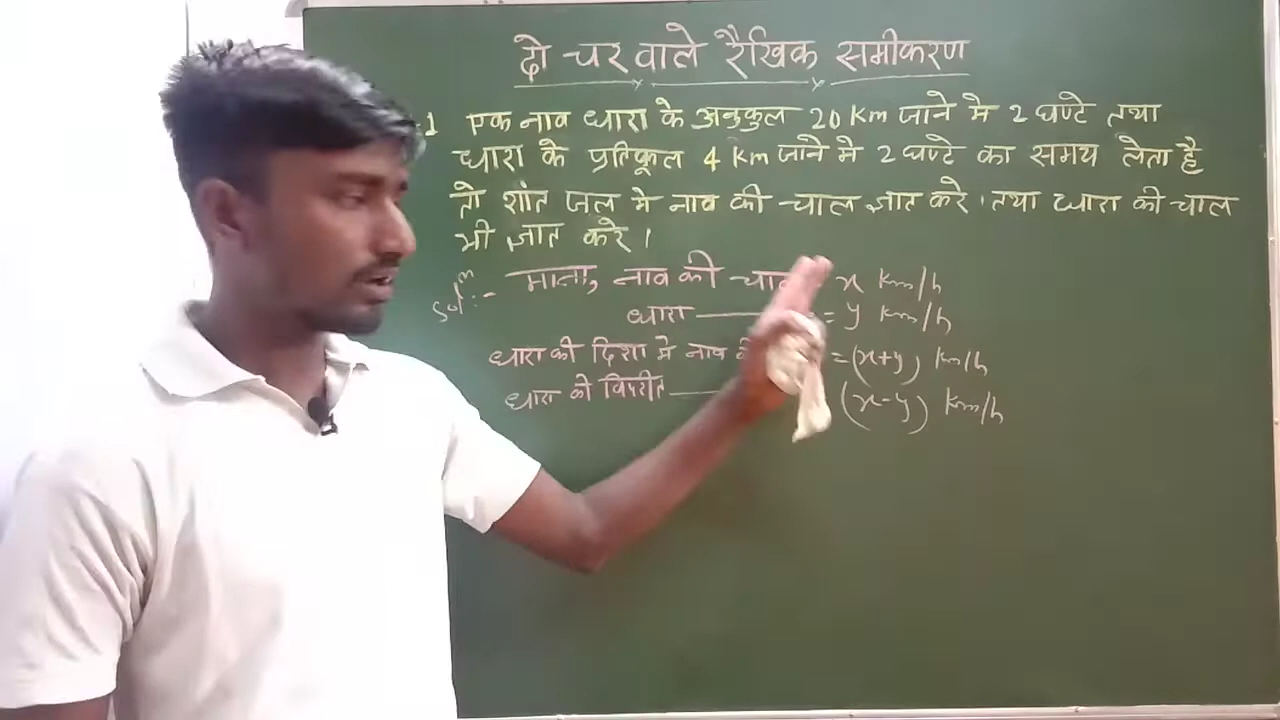 दो चर वाले रैखिक समीकरण
1 एक नाव धारा के अनुकुल 20 Km जाने मे 2 घण्टे तथा
धारा के प्रतिकूल 4 Km जाने मे 2 घण्टे का समय लेता है
तो शांत जल मे नाव की चाल ज्ञात करे । तथा धारा की चाल
भी ज्ञात करे ।
Solⁿ:- माना, नाव की x Km/h
धारा = y Km/h
धारा की दिशा मे नाव =(x+y) Km/h
धारा की विपरीत (x-y) Km/h